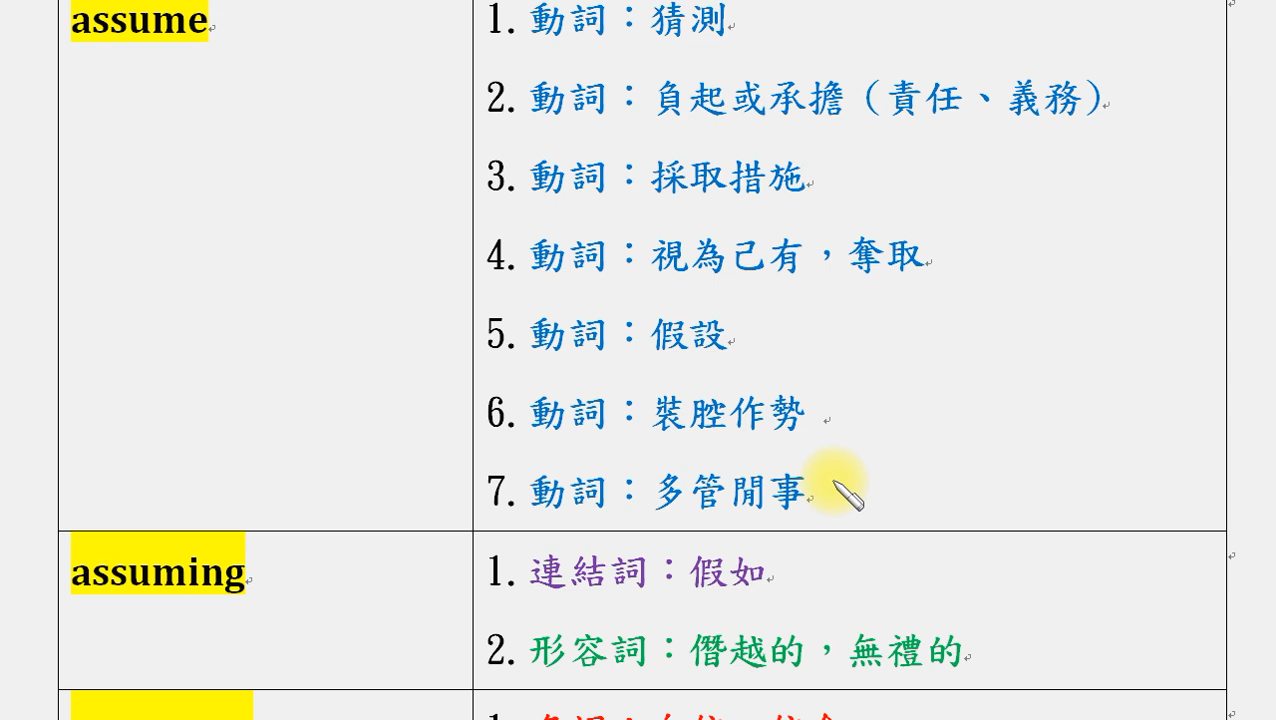 assume
1. 動詞：猜測
2. 動詞：負起或承擔（責任、義務）
3. 動詞：採取措施
4. 動詞：視為己有，奪取
5. 動詞：假設
6. 動詞：裝腔作勢
7. 動詞：多管閒事
assuming
1. 連結詞：假如
2. 形容詞：僭越的，無禮的